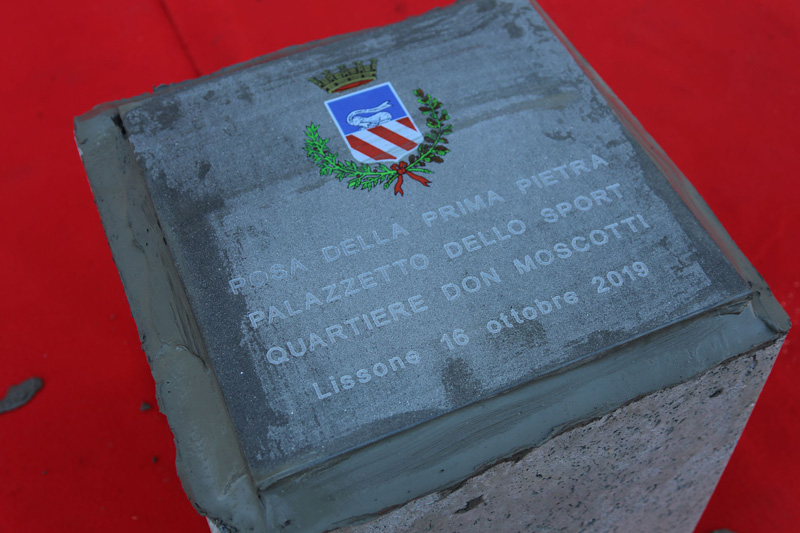 POSA DELLA PRIMA PIETRA
PALAZZETTO DELLO SPORT
QUARTIERE DON MOSCOTTI
Lissone 16 ottobre 2019